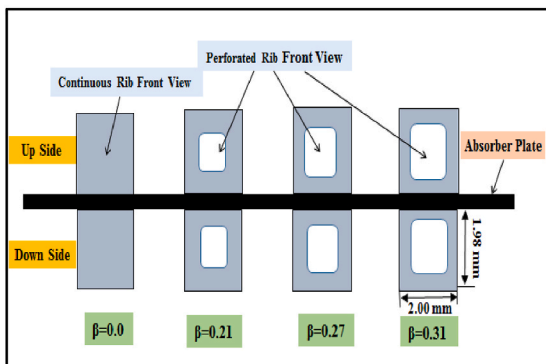 Perforated Rib Front View
Continuous Rib Front View
Up Side
Absorber Plate
Down Side
1.98 mm
2.00 mm
β=0.0
β=0.21
β=0.27
β=0.31